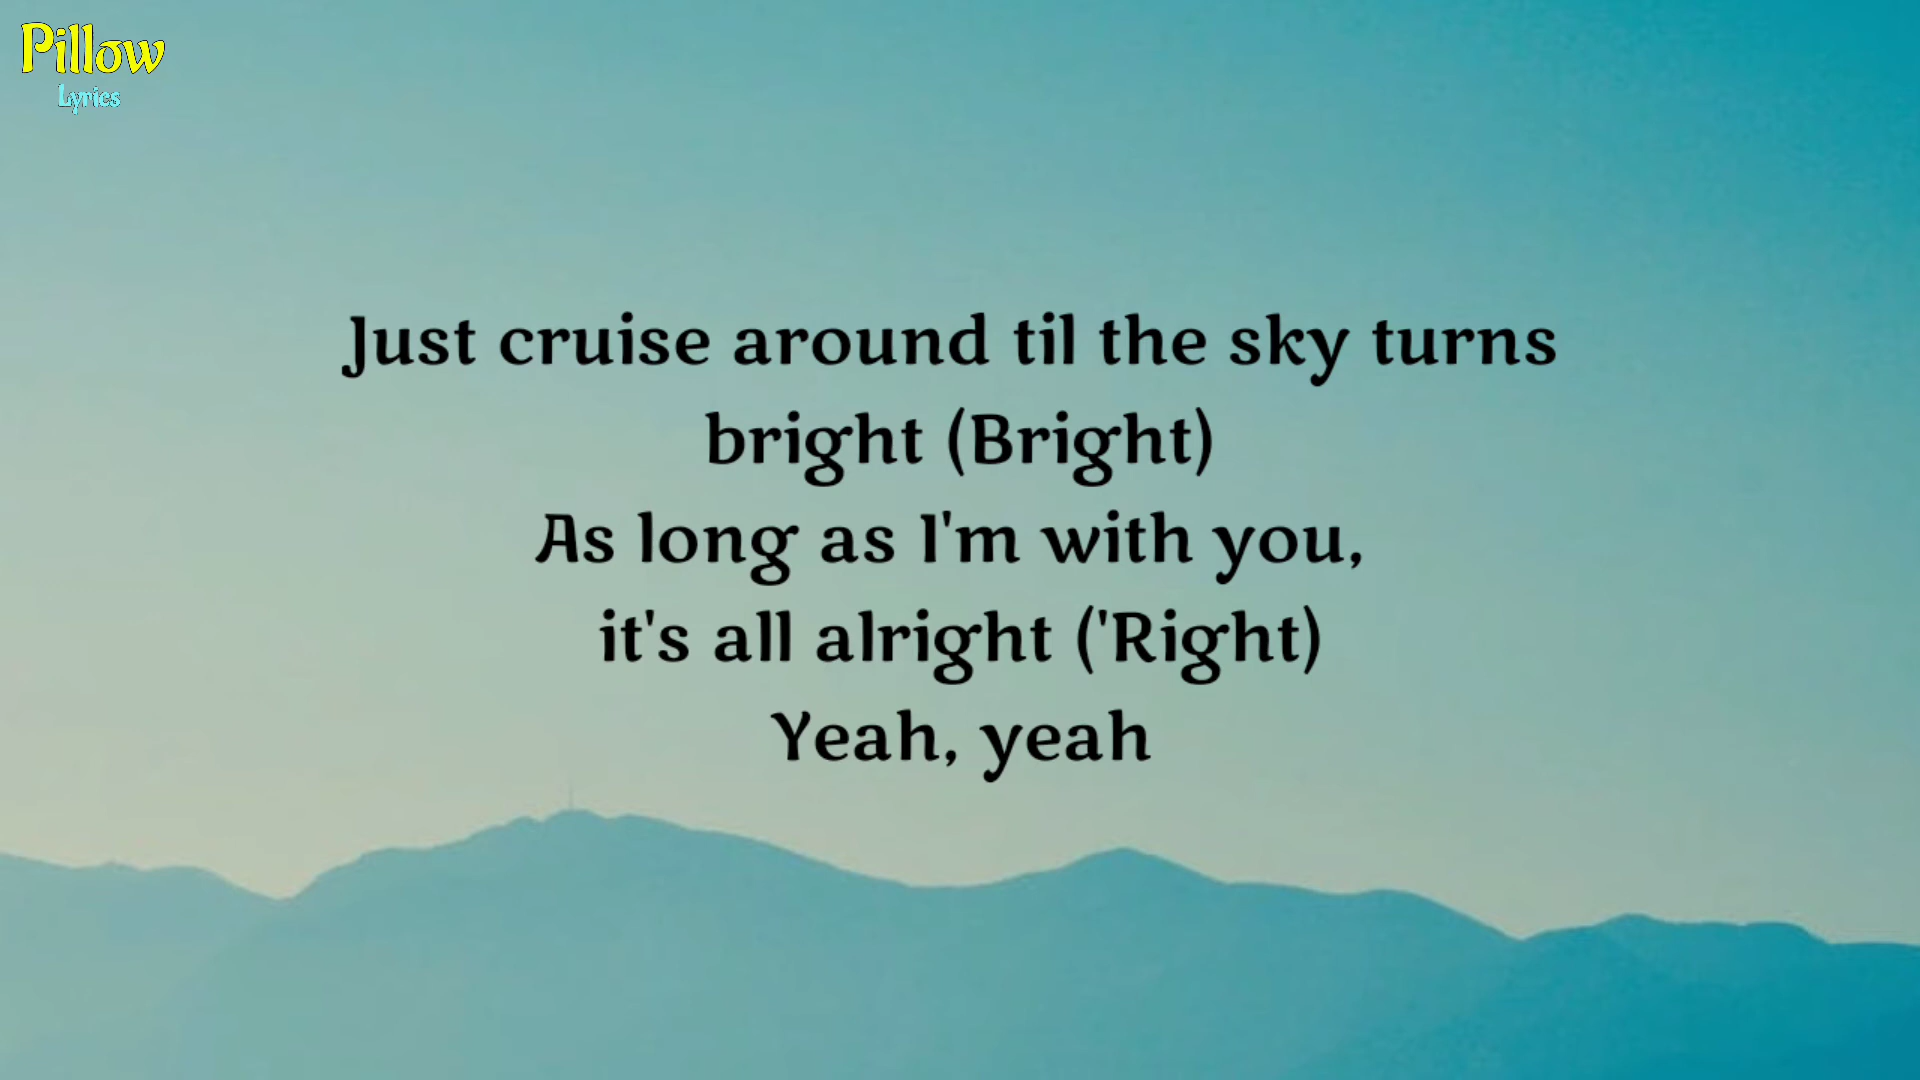 Pillow
Lyrics
Just cruise around til the sky turns
bright (Bright)
As long as I'm with you,
it's all alright ('Right)
Yeah, yeah